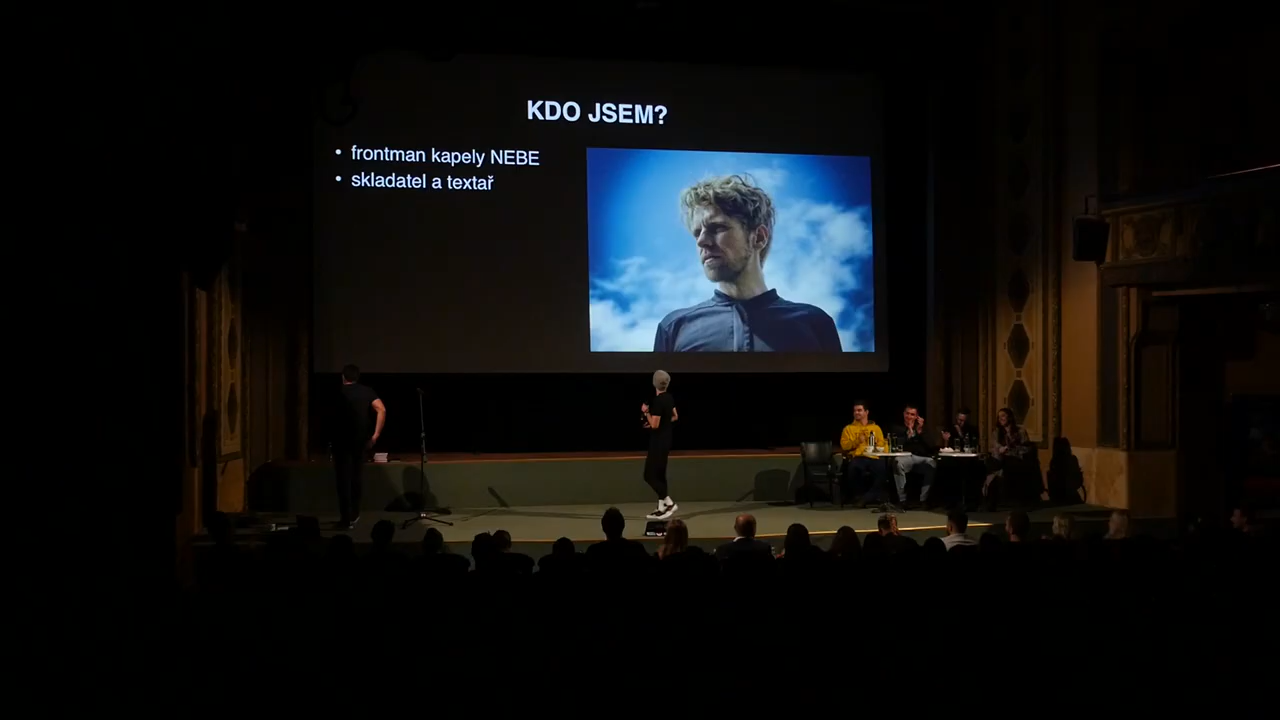 KDO JSEM?
• frontman kapely NEBE
• skladatel a textař